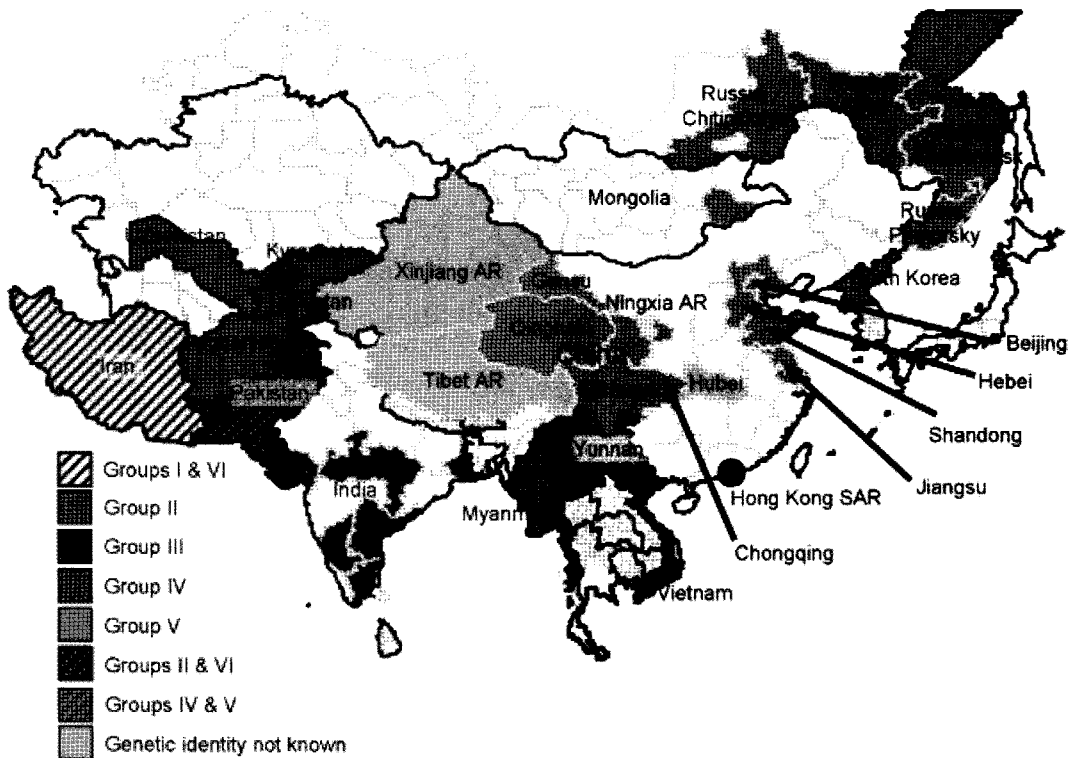 Mongolia
Xinjiang AR
Ningxia AR
Beijing
Iran
Tibet AR
Hubei
Hebei
Pakistan
Shandong
Yunnan
Jiangsu
India
Hong Kong SAR
Chongqing
Vietnam
Groups I & VI
Group II
Group III
Group IV
Group V
Groups II & VI
Groups IV & V
Genetic identity not known